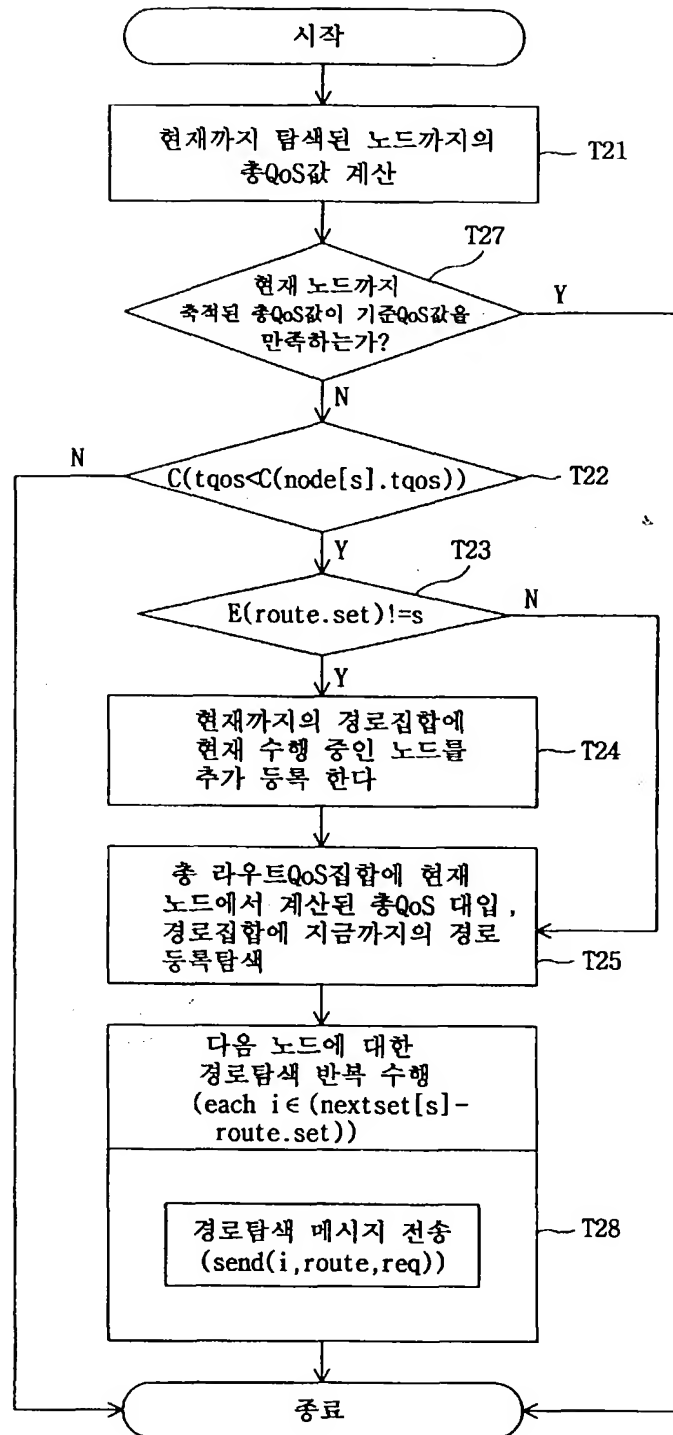 시작
현재까지 탐색된 노드까지의
총QoS값 계산
T21
T27
현재 노드까지
축적된 총QoS값이 기준QoS값을
만족하는가?
Y
N
N
C(tqos<C(node[s].tqos))
T22
Y
T23
E(route.set)!=s
N
Y
현재까지의 경로집합에
현재 수행 중인 노드를
추가 등록 한다
T24
총 라우트QoS집합에 현재
노드에서 계산된 총QoS 대입,
경로집합에 지금까지의 경로
등록탐색
T25
다음 노드에 대한
경로탐색 반복 수행
(each i∈(nextset[s]-
route.set))
경로탐색 메시지 전송
(send(i,route,req))
T28
종료